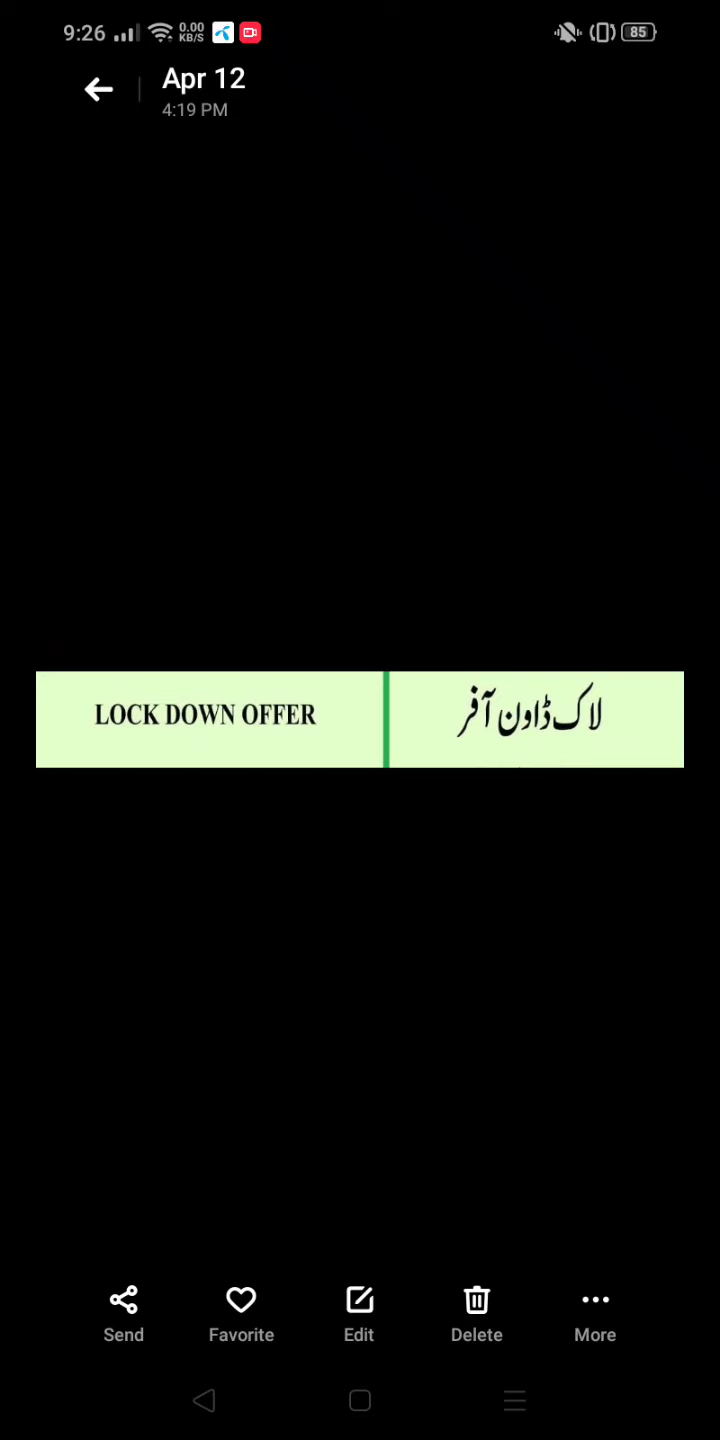 9:26 0.00 KB/S 85
Apr 12
4:19 PM
LOCK DOWN OFFER
لاک ڈاون آفر
Send Favorite Edit Delete More